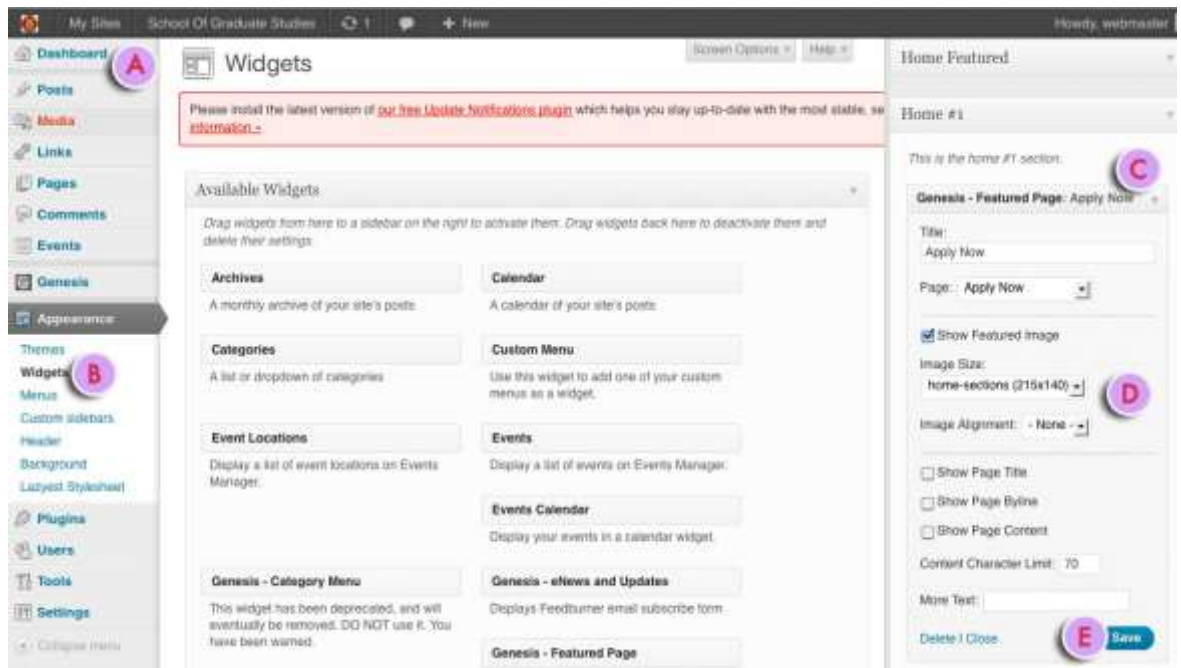 My Sites School Of Graduate Studies 1 + New Howdy, webmaster
Dashboard
A
Posts
Media
Links
Pages
Comments
Events
Genesis
Appearance
Themes
Widgets
B
Menus
Custom sidebars
Header
Background
Lazyest Stylesheet
Plugins
Users
Tools
Settings
Collapse menu
Screen Options Help
Widgets
Please install the latest version of our free Update Notifications plugin which helps you stay up-to-date with the most stable, se
information »
Available Widgets
Drag widgets from here to a sidebar on the right to activate them. Drag widgets back here to deactivate them and
delete their settings.
Archives
A monthly archive of your site's posts
Calendar
A calendar of your site's posts
Categories
A list or dropdown of categories
Custom Menu
Use this widget to add one of your custom
menus as a widget.
Event Locations
Display a list of event locations on Events
Manager.
Events
Display a list of events on Events Manager.
Events Calendar
Display your events in a calendar widget.
Genesis - Category Menu
This widget has been deprecated, and will
eventually be removed. DO NOT use it. You
have been warned.
Genesis - eNews and Updates
Displays Feedburner email subscribe form
Genesis - Featured Page
Home Featured
Home #1
This is the home #1 section.
C
Genesis - Featured Page: Apply Now
Title:
Apply Now
Page: Apply Now
Show Featured Image
Image Size:
home-sections (215x140)
D
Image Alignment: - None -
Show Page Title
Show Page Byline
Show Page Content
Content Character Limit: 70
More Text:
Delete | Close E Save